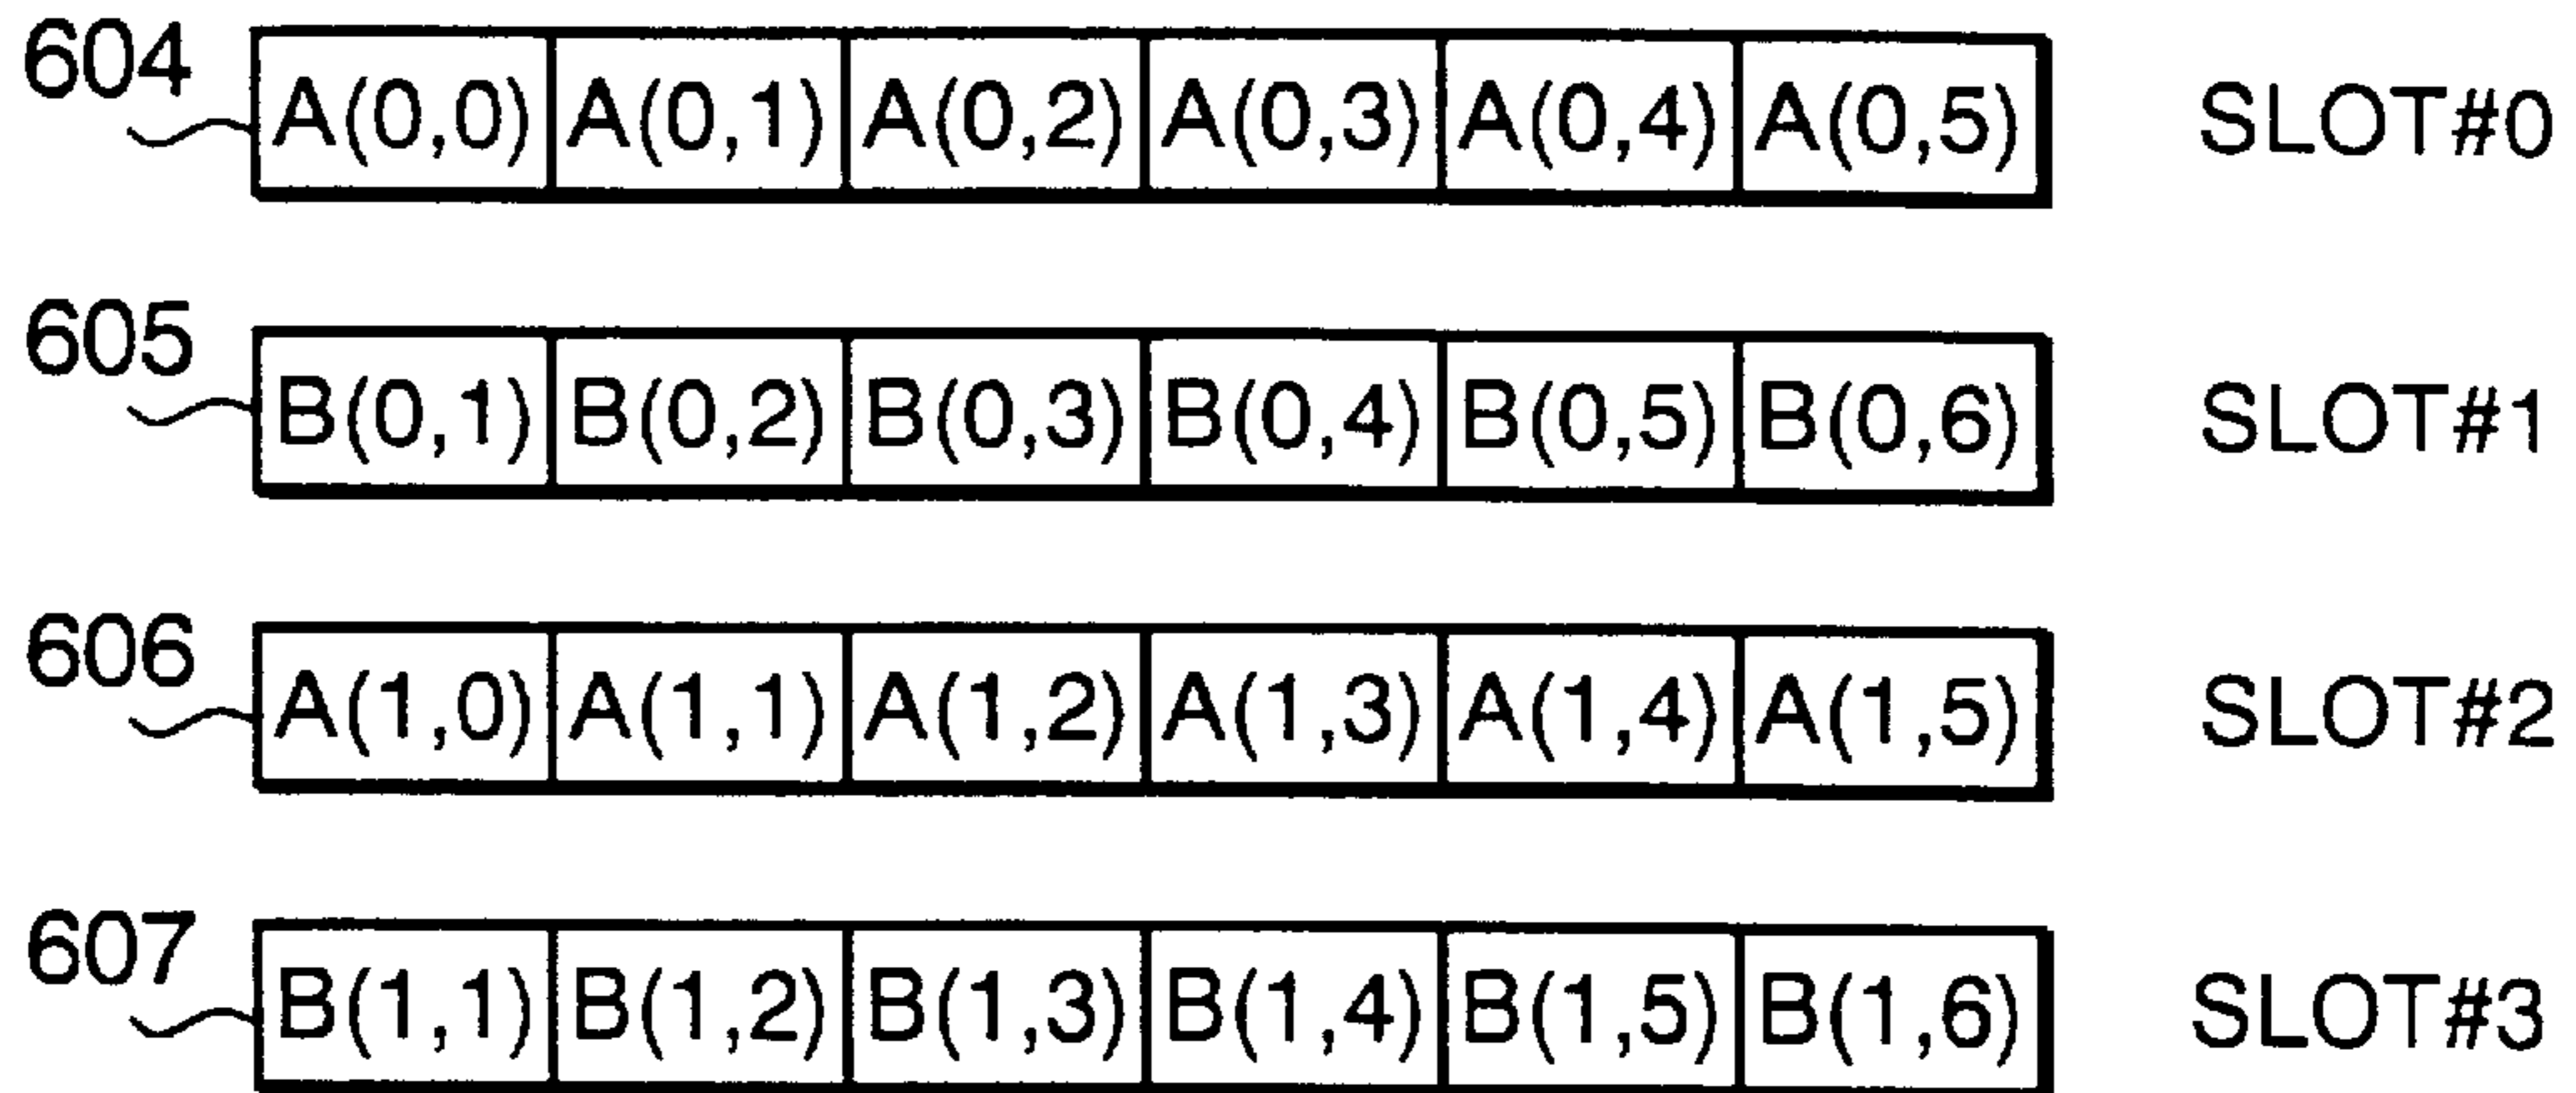 604 A(0,0) A(0,1) A(0,2) A(0,3) A(0,4) A(0,5) SLOT#0
605 B(0,1) B(0,2) B(0,3) B(0,4) B(0,5) B(0,6) SLOT#1
606 A(1,0) A(1,1) A(1,2) A(1,3) A(1,4) A(1,5) SLOT#2
607 B(1,1) B(1,2) B(1,3) B(1,4) B(1,5) B(1,6) SLOT#3